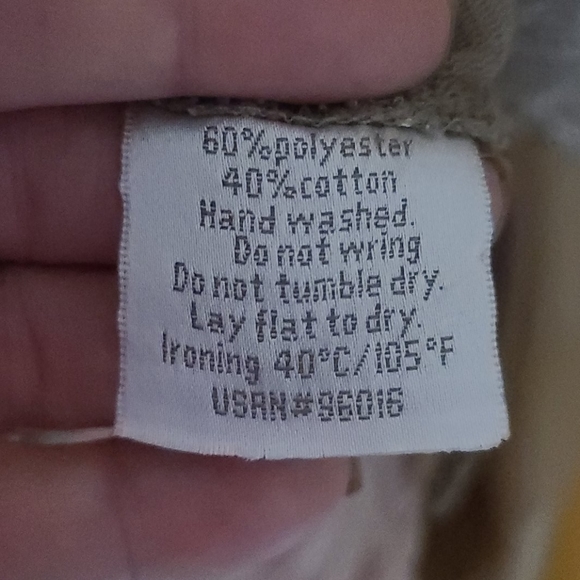 60%polyester
40%cotton
Hand washed.
Do not wring
Do not tumble dry.
Lay flat to dry.
Ironing 40°C/105°F
USRN#96016